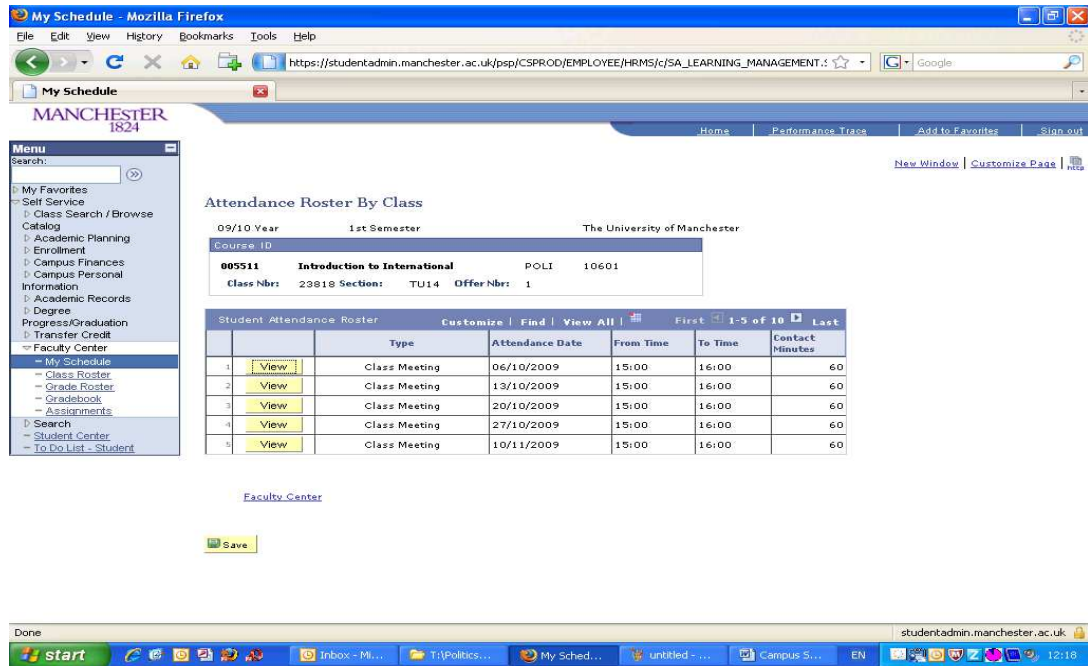 My Schedule - Mozilla Firefox
File Edit View History Bookmarks Tools Help
https://studentadmin.manchester.ac.uk/psp/CSPROD/EMPLOYEE/HRMS/c/SA_LEARNING_MANAGEMENT.S
Google
My Schedule
MANCHESTER
1824
Home Performance Trace Add to Favorites Sign out
New Window | Customize Page | http
Menu
Search:
My Favorites
Self Service
Class Search / Browse
Catalog
Academic Planning
Enrollment
Campus Finances
Campus Personal
Information
Academic Records
Degree
Progress/Graduation
Transfer Credit
Faculty Center
– My Schedule
– Class Roster
– Grade Roster
– Gradebook
– Assignments
Search
– Student Center
– To Do List - Student
Attendance Roster By Class
09/10 Year 1st Semester The University of Manchester
Course ID
005511 Introduction to International POLI 10601
Class Nbr: 23818 Section: TU14 Offer Nbr: 1
Student Attendance Roster Customize | Find | View All | First 1-5 of 10 Last
Type Attendance Date From Time To Time Contact Minutes
1 View Class Meeting 06/10/2009 15:00 16:00 60
2 View Class Meeting 13/10/2009 15:00 16:00 60
3 View Class Meeting 20/10/2009 15:00 16:00 60
4 View Class Meeting 27/10/2009 15:00 16:00 60
5 View Class Meeting 10/11/2009 15:00 16:00 60
Faculty Center
Save
Done studentadmin.manchester.ac.uk
start Inbox - Mi... T:\Politics... My Sched... untitled - ... Campus S... EN 12:18